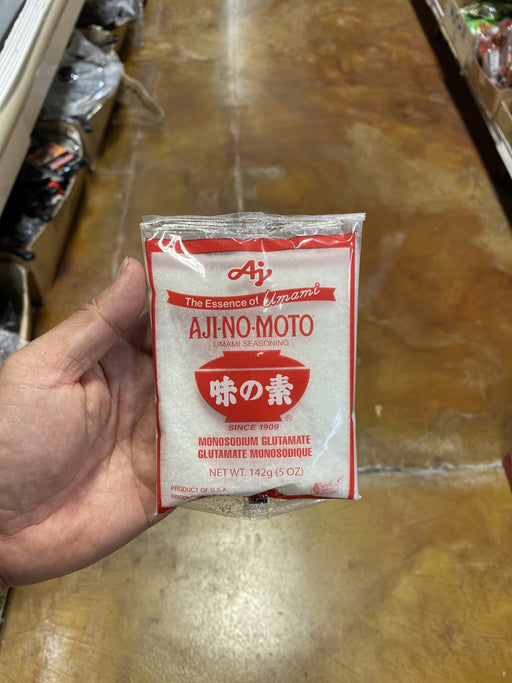 Aj
The Essence of Umami
AJI-NO-MOTO®
UMAMI SEASONING
味の素
®
SINCE 1909
MONOSODIUM GLUTAMATE
GLUTAMATE MONOSODIQUE
NET WT. 142g (5 OZ)
PRODUCT OF U.S.A.